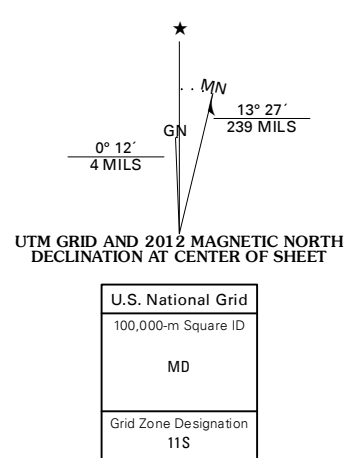 ★
MN
GN
13° 27´
239 MILS
0° 12´
4 MILS
UTM GRID AND 2012 MAGNETIC NORTH
DECLINATION AT CENTER OF SHEET
U.S. National Grid
100,000-m Square ID
MD
Grid Zone Designation
11S